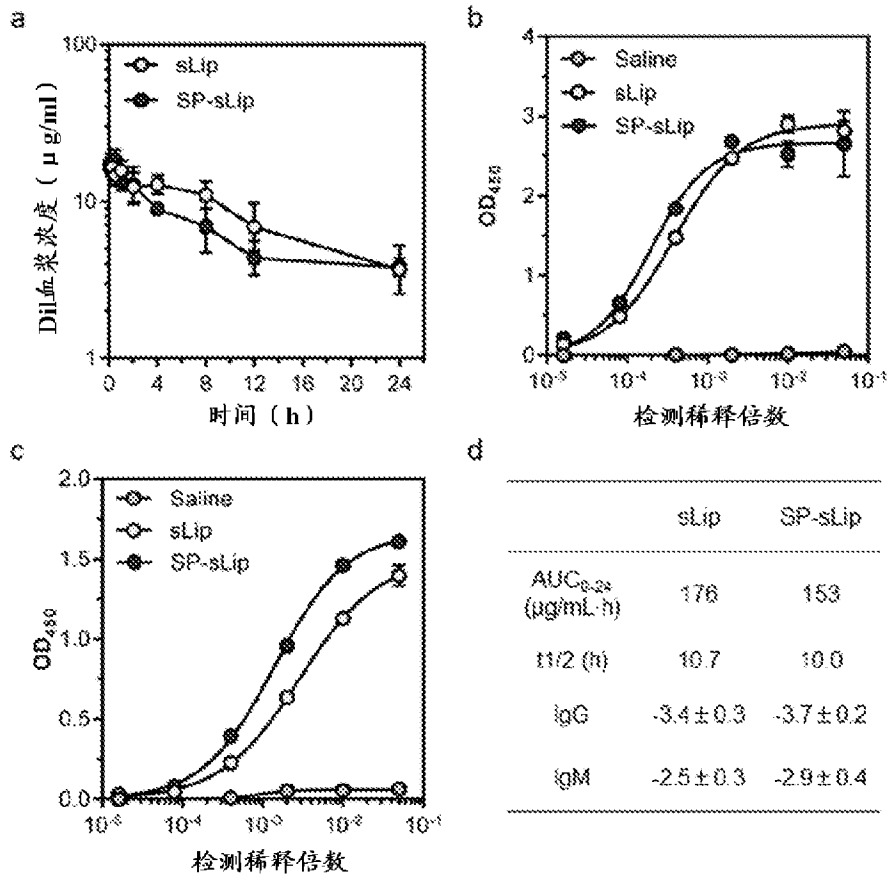 a
100
10
1
sLip
SP-sLip
DiI血浆浓度（μg/ml）
0 4 8 12 16 20 24
时间（h）
b
4
3
2
1
0
Saline
sLip
SP-sLip
OD450
10-5 10-4 10-3 10-2 10-1
检测稀释倍数
c
2.0
1.5
1.0
0.5
0.0
Saline
sLip
SP-sLip
OD450
10-5 10-4 10-3 10-2 10-1
检测稀释倍数
d
sLip SP-sLip
AUC0-24
(μg/mL·h) 176 153
t1/2 (h) 10.7 10.0
IgG -3.4±0.3 -3.7±0.2
IgM -2.5±0.3 -2.9±0.4